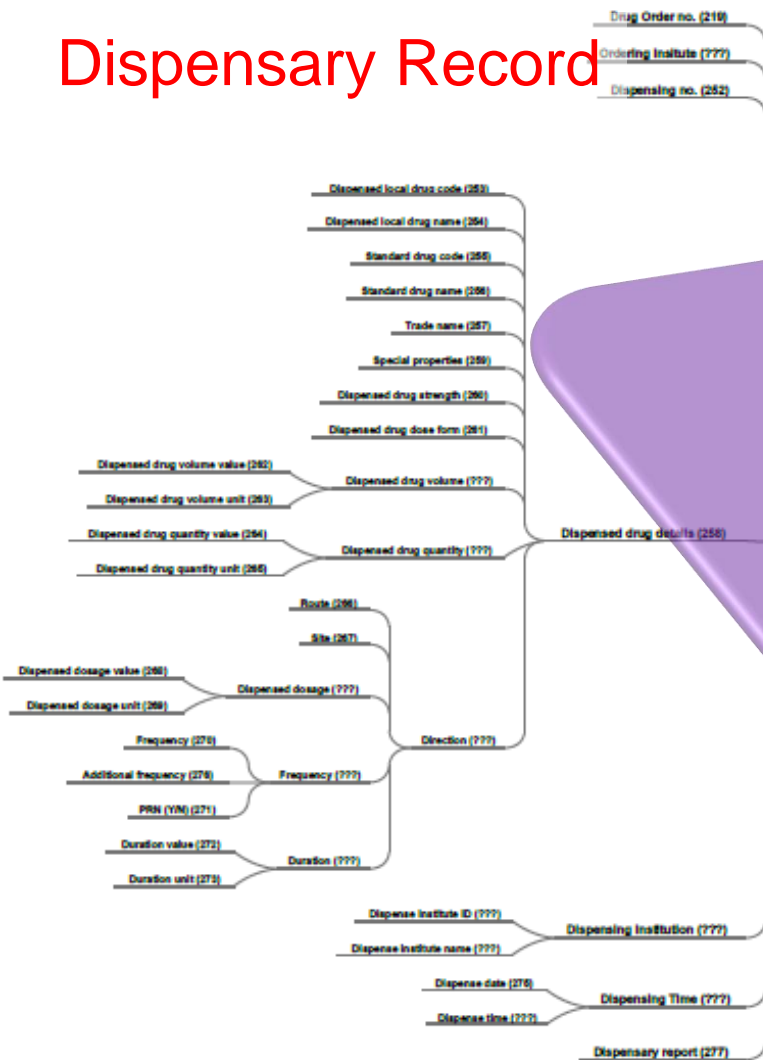 Drug Order no. (219)
Dispensary Record
Ordering Insitute (???)
Dispensing no. (252)
Dispensed local drug code (253)
Dispensed local drug name (254)
Standard drug code (255)
Standard drug name (256)
Trade name (257)
Special properties (259)
Dispensed drug strength (260)
Dispensed drug dose form (261)
Dispensed drug volume value (262)
Dispensed drug volume (???)
Dispensed drug volume unit (263)
Dispensed drug quantity value (264)
Dispensed drug details (258)
Dispensed drug quantity (???)
Dispensed drug quantity unit (265)
Route (266)
Site (267)
Dispensed dosage value (268)
Dispensed dosage (???)
Dispensed dosage unit (269)
Frequency (270)
Direction (???)
Additional frequency (276)
Frequency (???)
PRN (Y/N) (271)
Duration value (272)
Duration (???)
Duration unit (273)
Dispense institute ID (???)
Dispensing Institution (???)
Dispense institute name (???)
Dispense date (276)
Dispensing Time (???)
Dispense time (???)
Dispensary report (277)